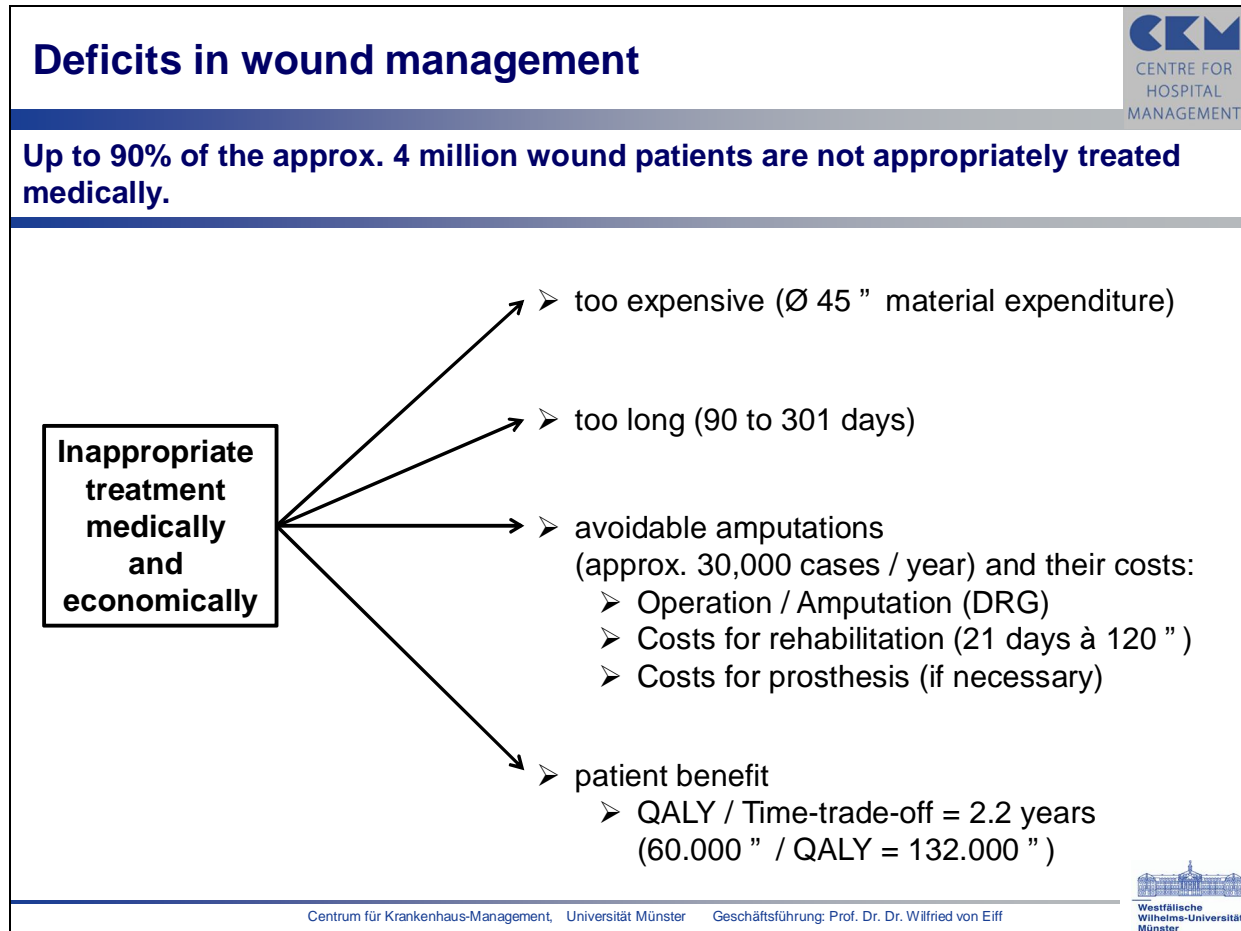 Deficits in wound management
CKM
CENTRE FOR
HOSPITAL
MANAGEMENT
Up to 90% of the approx. 4 million wound patients are not appropriately treated
medically.
Inappropriate
treatment
medically
and
economically
➢ too expensive (Ø 45 ” material expenditure)
➢ too long (90 to 301 days)
➢ avoidable amputations
(approx. 30,000 cases / year) and their costs:
➢ Operation / Amputation (DRG)
➢ Costs for rehabilitation (21 days à 120 ” )
➢ Costs for prosthesis (if necessary)
➢ patient benefit
➢ QALY / Time-trade-off = 2.2 years
(60.000 ” / QALY = 132.000 ” )
Centrum für Krankenhaus-Management, Universität Münster Geschäftsführung: Prof. Dr. Dr. Wilfried von Eiff
Westfälische
Wilhelms-Universität
Münster